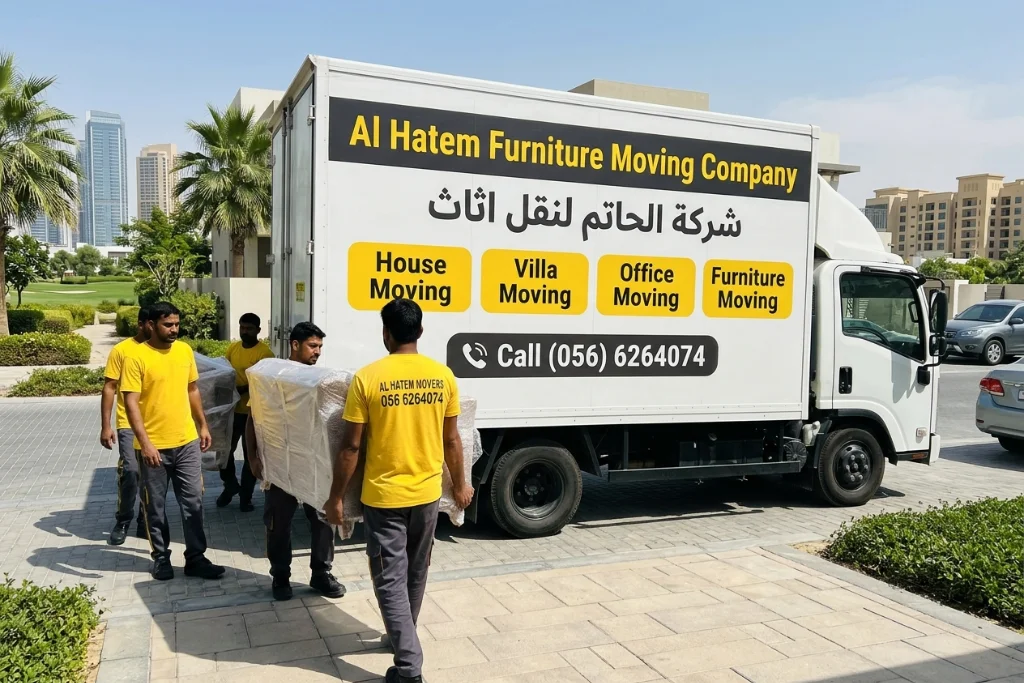 Al Hatem Furniture Moving Company
شركة الحاتم لنقل اثاث
House
Moving
Villa
Moving
Office
Moving
Furniture
Moving
Call (056) 6264074
AL HATEM MOVERS
056 6264074